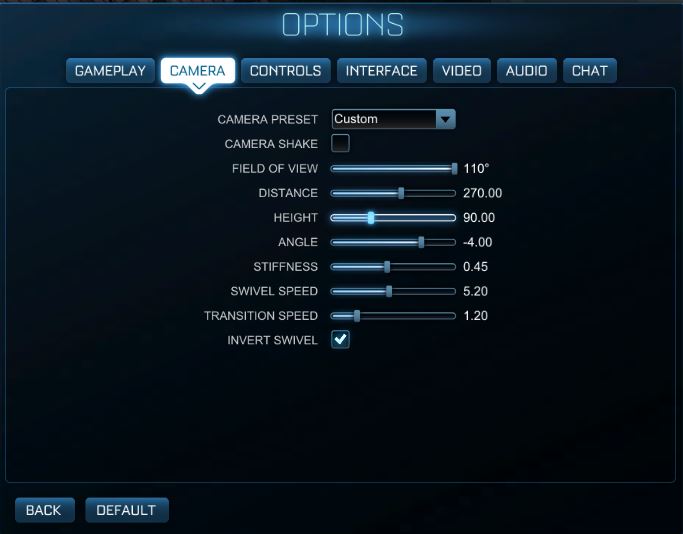 OPTIONS
GAMEPLAY CAMERA CONTROLS INTERFACE VIDEO AUDIO CHAT
CAMERA PRESET Custom
CAMERA SHAKE
FIELD OF VIEW 110°
DISTANCE 270.00
HEIGHT 90.00
ANGLE -4.00
STIFFNESS 0.45
SWIVEL SPEED 5.20
TRANSITION SPEED 1.20
INVERT SWIVEL
BACK DEFAULT